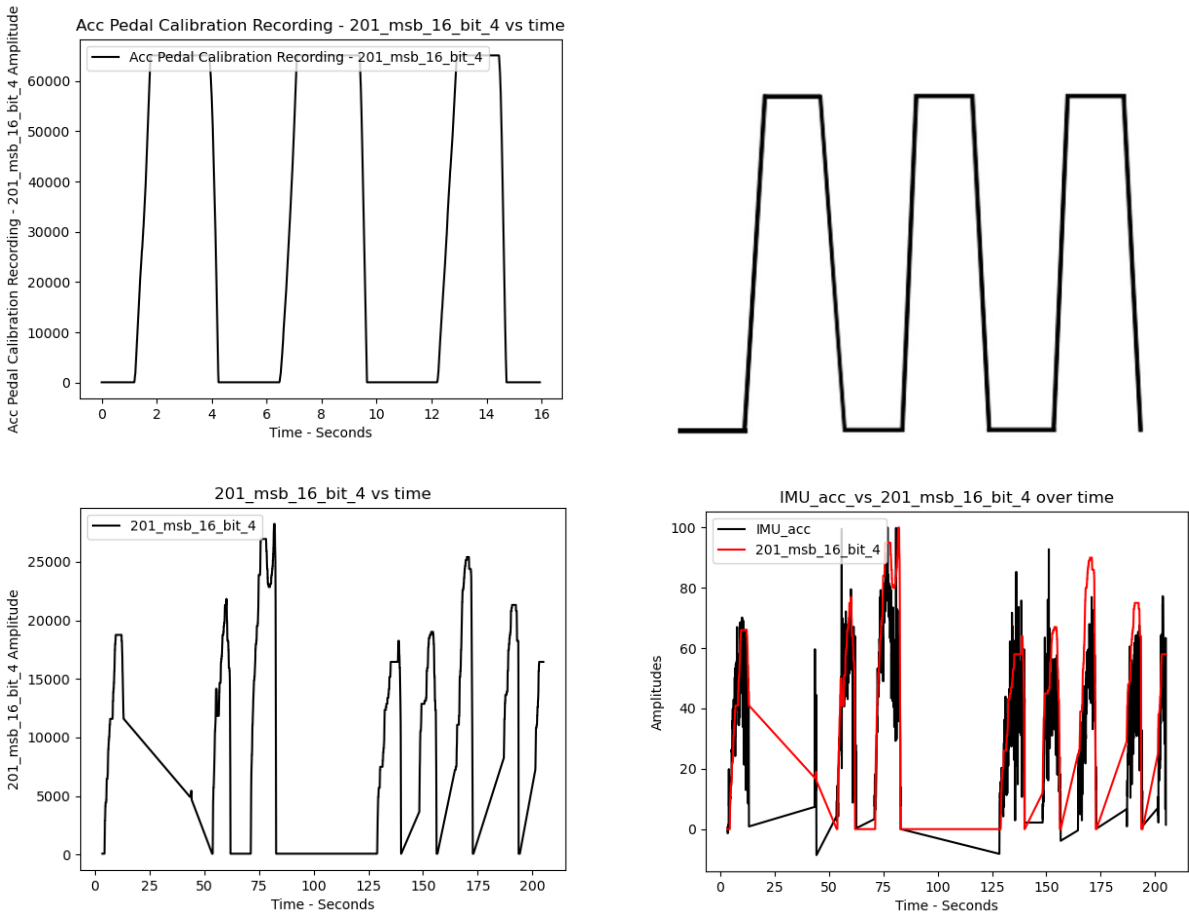 Acc Pedal Calibration Recording - 201_msb_16_bit_4 vs time
Acc Pedal Calibration Recording - 201_msb_16_bit_4
Acc Pedal Calibration Recording - 201_msb_16_bit_4 Amplitude
60000
50000
40000
30000
20000
10000
0
0 2 4 6 8 10 12 14 16
Time - Seconds
201_msb_16_bit_4 vs time
201_msb_16_bit_4
201_msb_16_bit_4 Amplitude
25000
20000
15000
10000
5000
0
0 25 50 75 100 125 150 175 200
Time - Seconds
IMU_acc_vs_201_msb_16_bit_4 over time
IMU_acc
201_msb_16_bit_4
Amplitudes
100
80
60
40
20
0
0 25 50 75 100 125 150 175 200
Time - Seconds